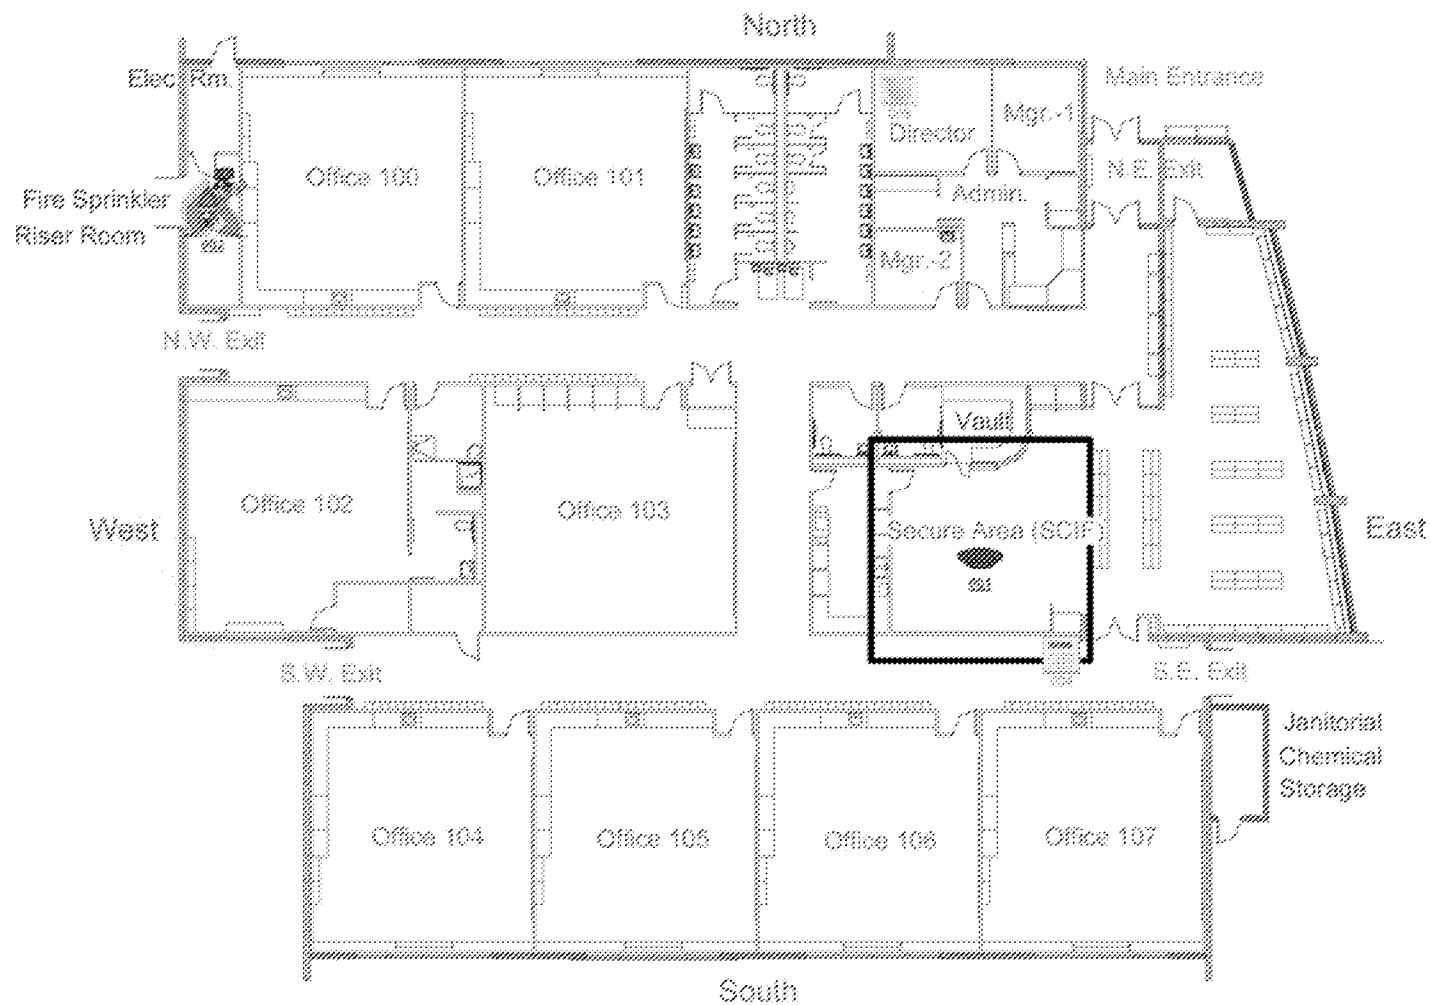 North
Elec. Rm.
Main Entrance
Mgr.-1
Director
Office 100
Office 101
N.E. Exit
Fire Sprinkler
Riser Room
Admin.
Mgr.-2
N.W. Exit
Vault
Office 102
Office 103
West
Secure Area (SCIF)
East
S.W. Exit
S.E. Exit
Janitorial
Chemical
Storage
Office 104
Office 105
Office 106
Office 107
South